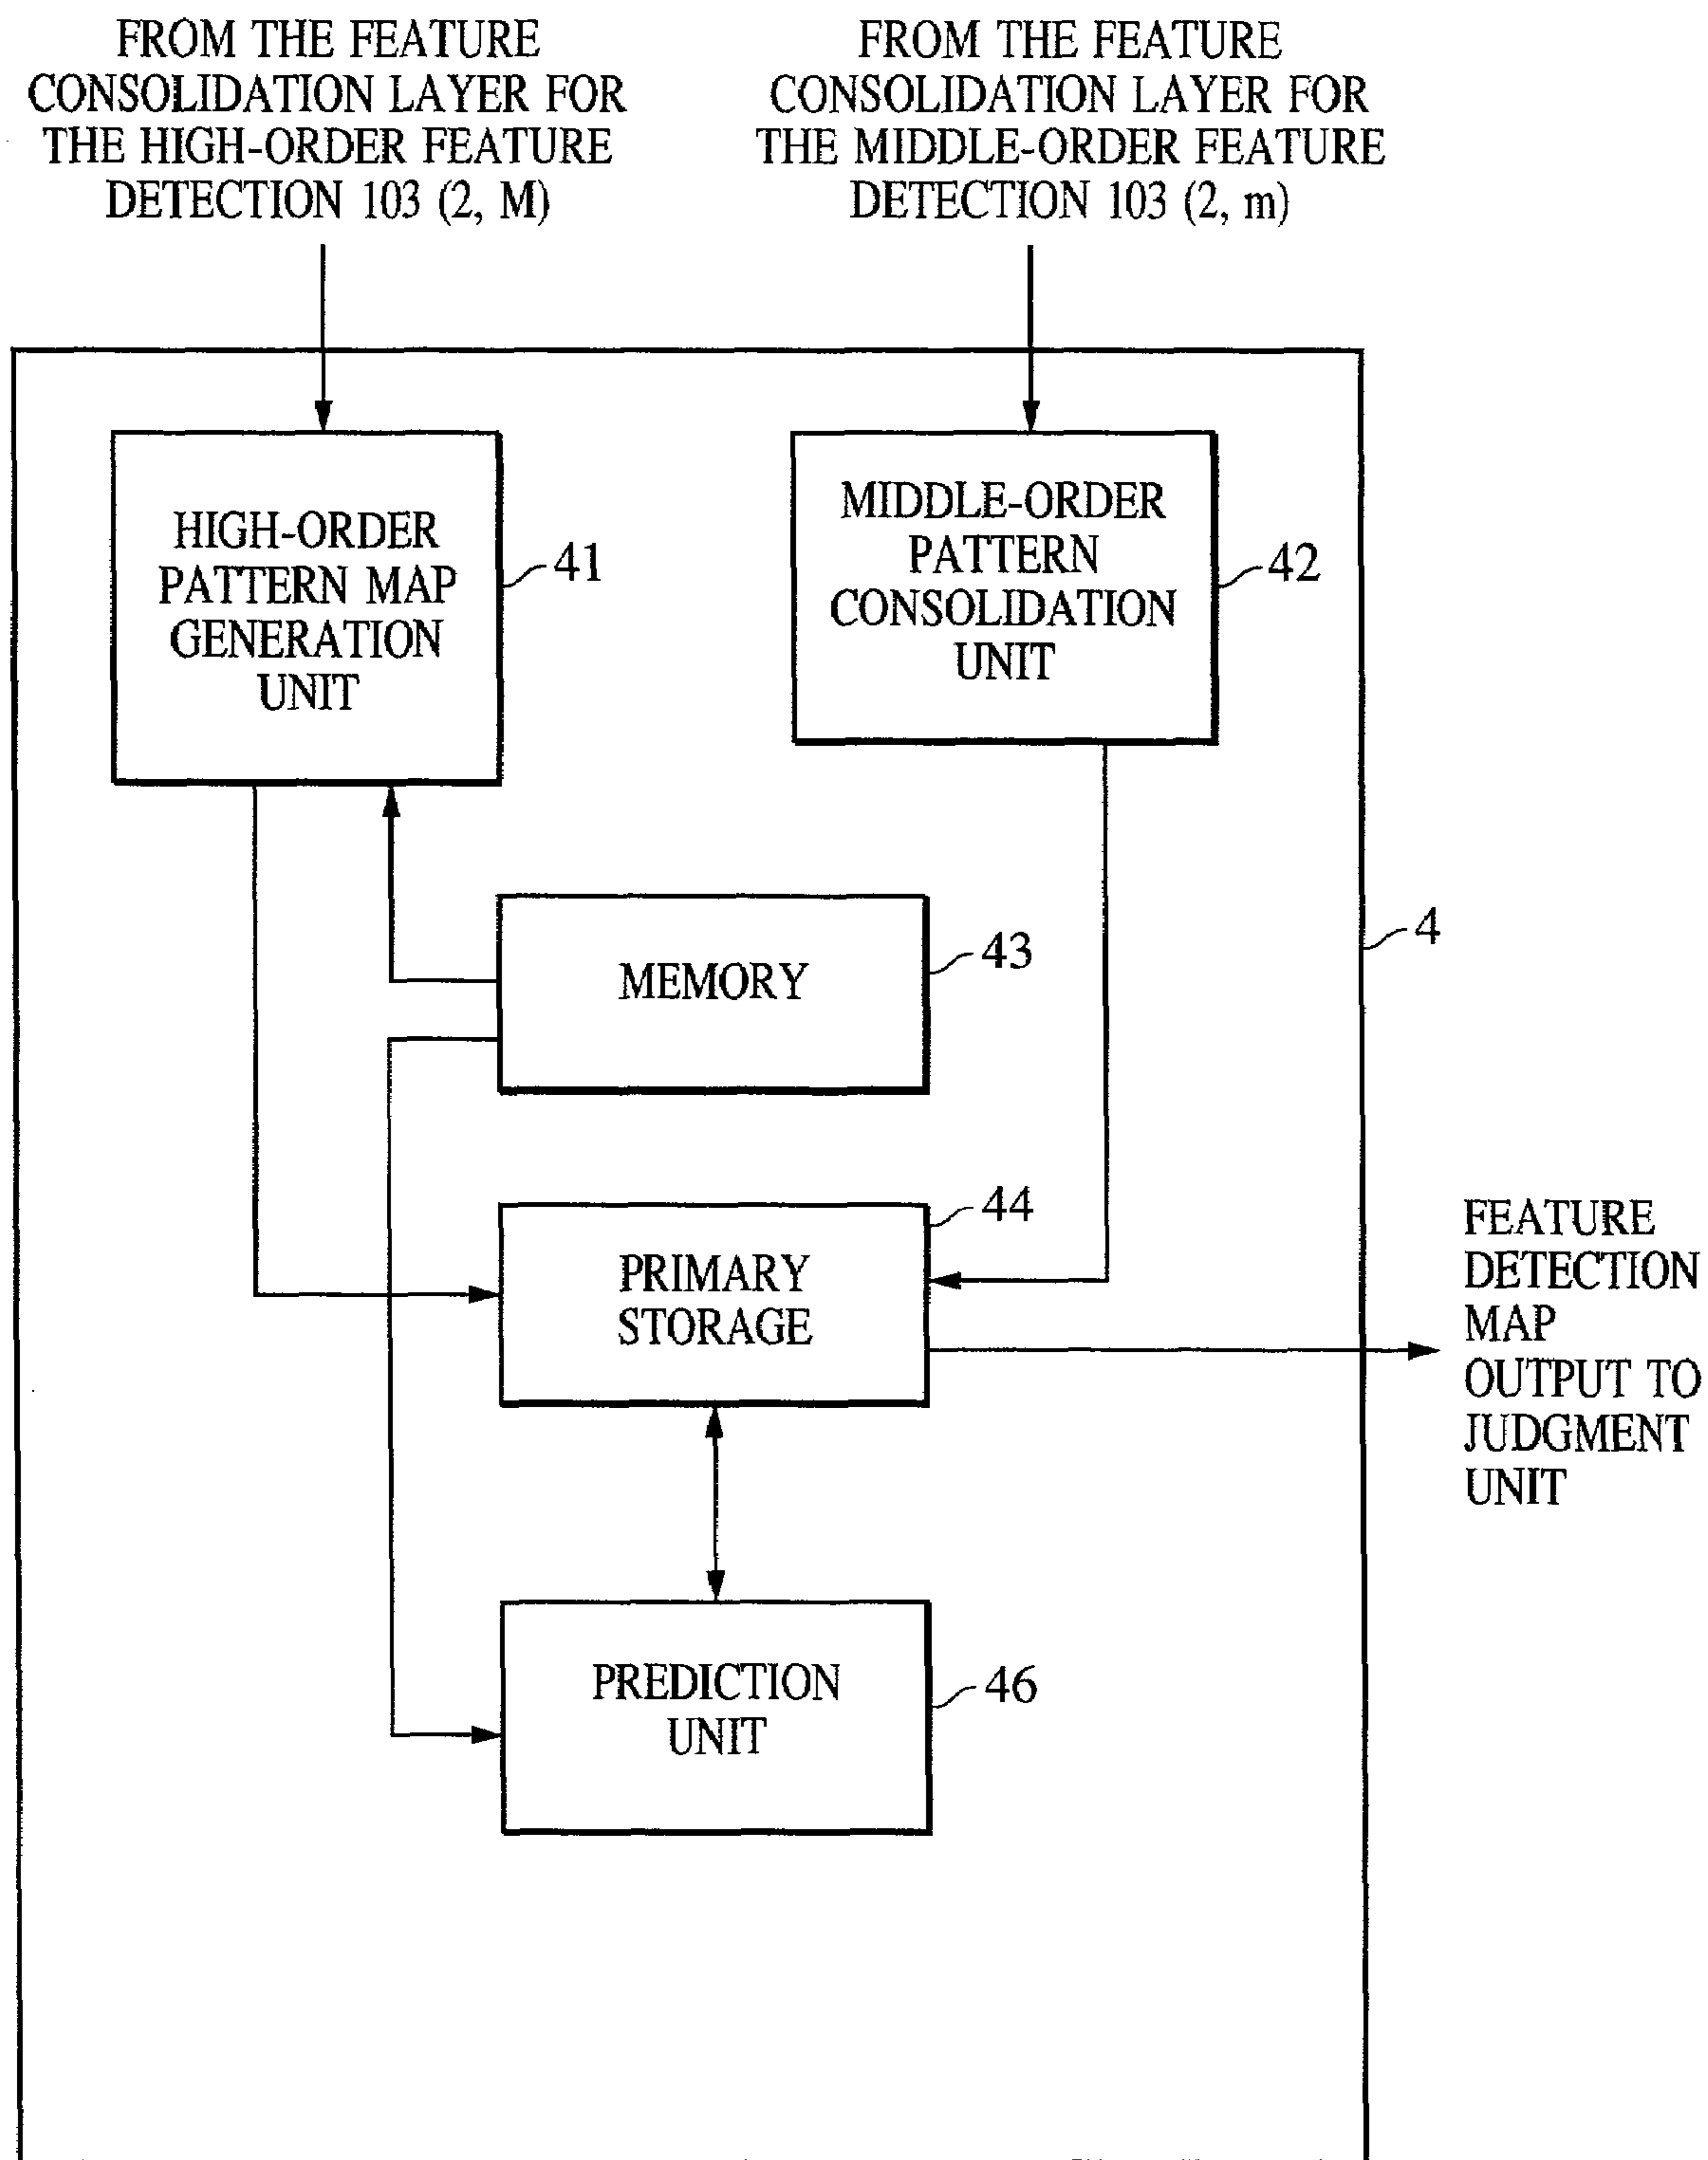 FROM THE FEATURE
CONSOLIDATION LAYER FOR
THE HIGH-ORDER FEATURE
DETECTION 103 (2, M)
FROM THE FEATURE
CONSOLIDATION LAYER FOR
THE MIDDLE-ORDER FEATURE
DETECTION 103 (2, m)
HIGH-ORDER
PATTERN MAP
GENERATION
UNIT
41
MIDDLE-ORDER
PATTERN
CONSOLIDATION
UNIT
42
MEMORY
43
4
PRIMARY
STORAGE
44
FEATURE
DETECTION
MAP
OUTPUT TO
JUDGMENT
UNIT
PREDICTION
UNIT
46